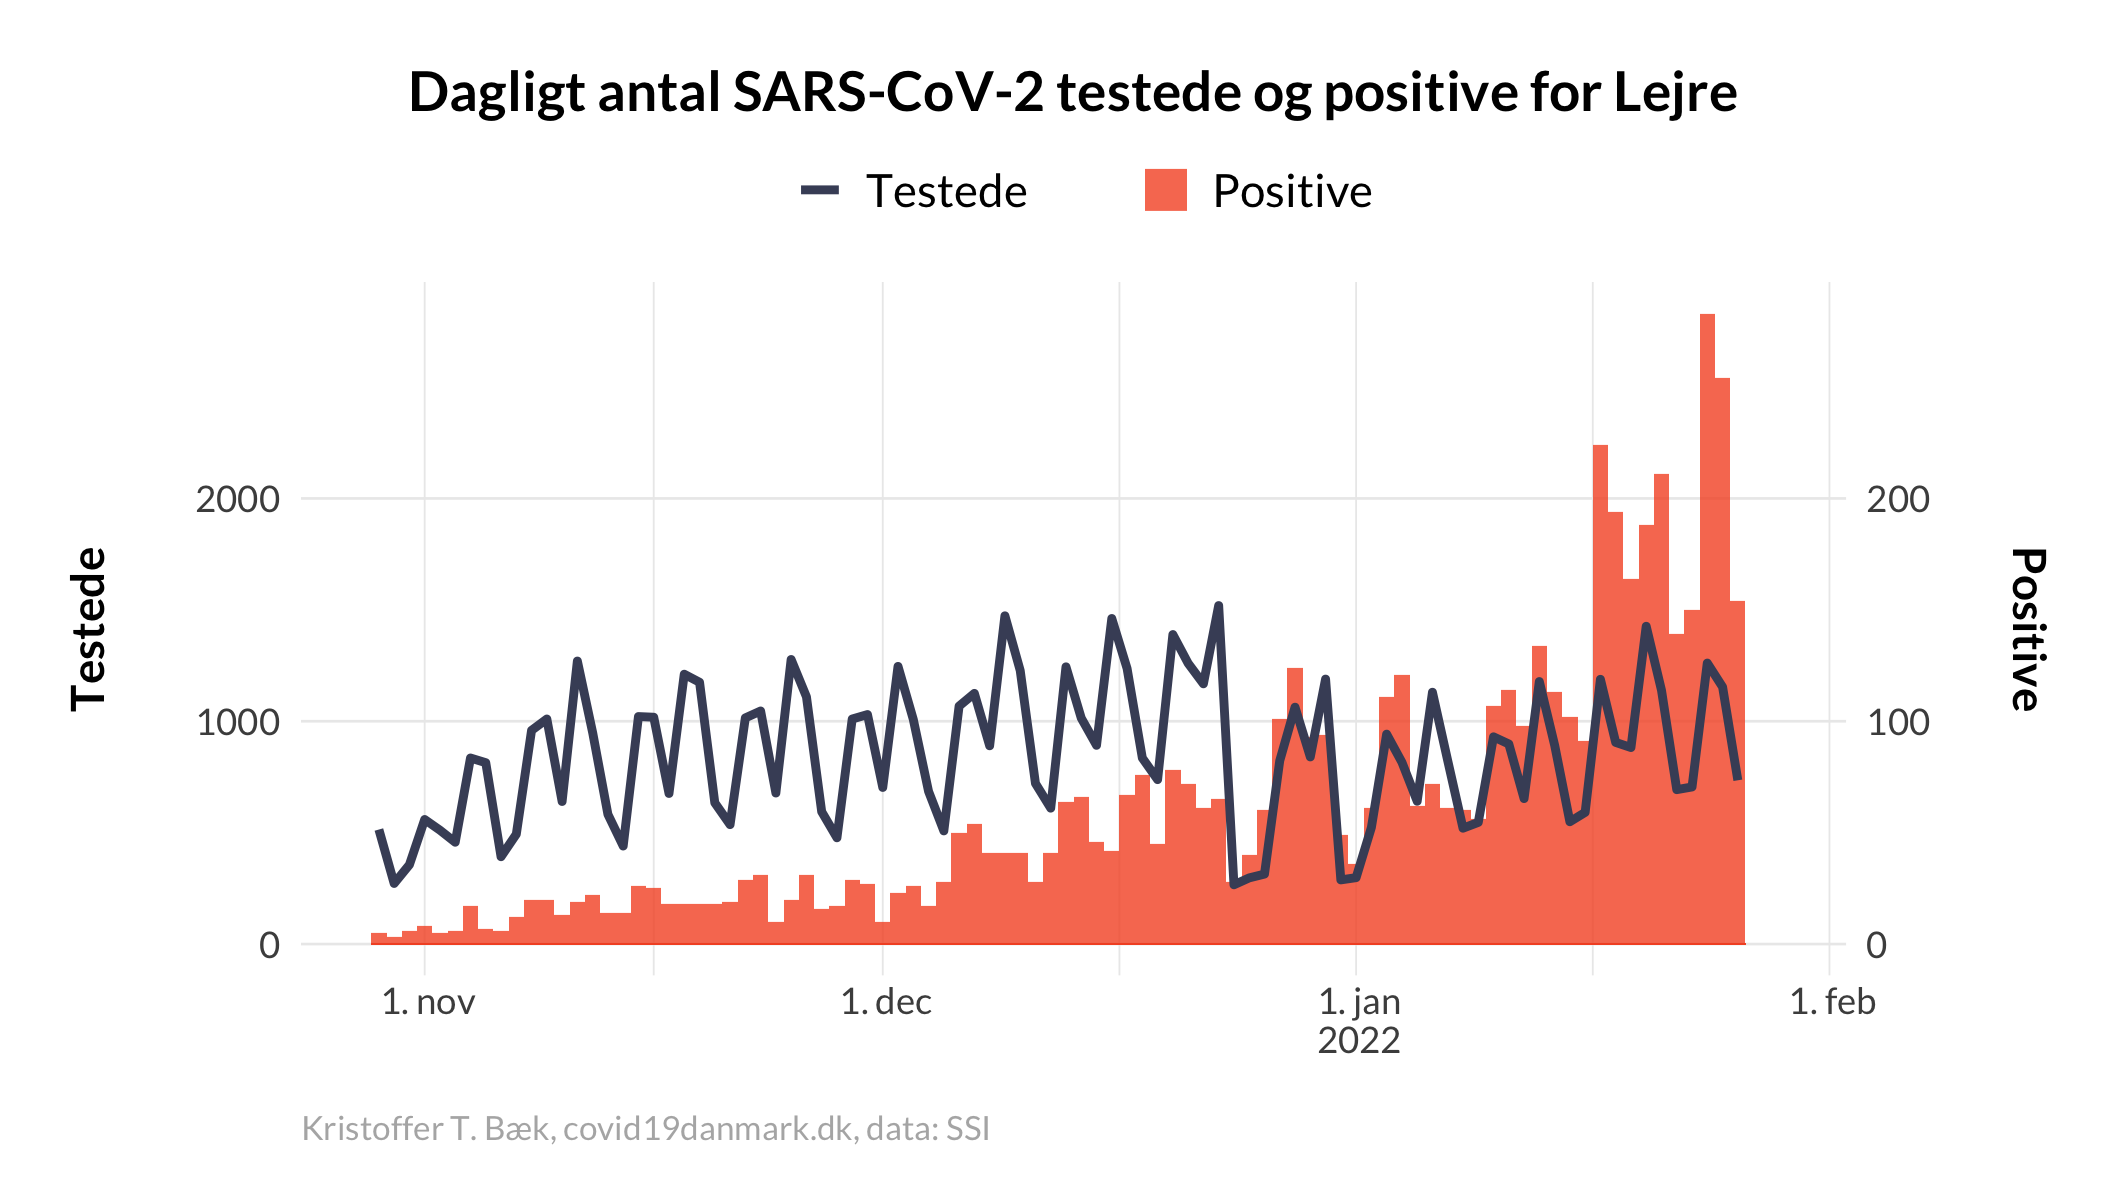 Dagligt antal SARS-CoV-2 testede og positive for Lejre
Testede
Positive
Testede
2000
1000
0
200
100
0
Positive
1. nov
1. dec
1. jan
2022
1. feb
Kristoffer T. Bæk, covid19danmark.dk, data: SSI